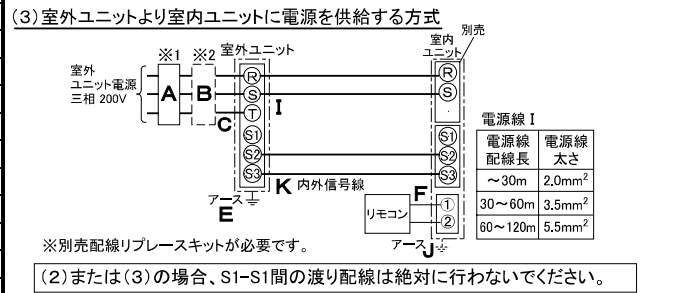 (3)室外ユニットより室内ユニットに電源を供給する方式
別売
※1 ※2 室外ユニット
室内
ユニット
室外
ユニット電源
三相 200V
A B
C
R
S
T
S1
S2
S3
I
R
S
S1
S2
S3
K 内外信号線
アース
E
F
リモコン
①
②
アース
J
電源線 I
電源線
配線長
電源線
太さ
～30m 2.0mm²
30～60m 3.5mm²
60～120m 5.5mm²
※別売配線リプレースキットが必要です。
(2)または(3)の場合、S1-S1間の渡り配線は絶対に行わないでください。